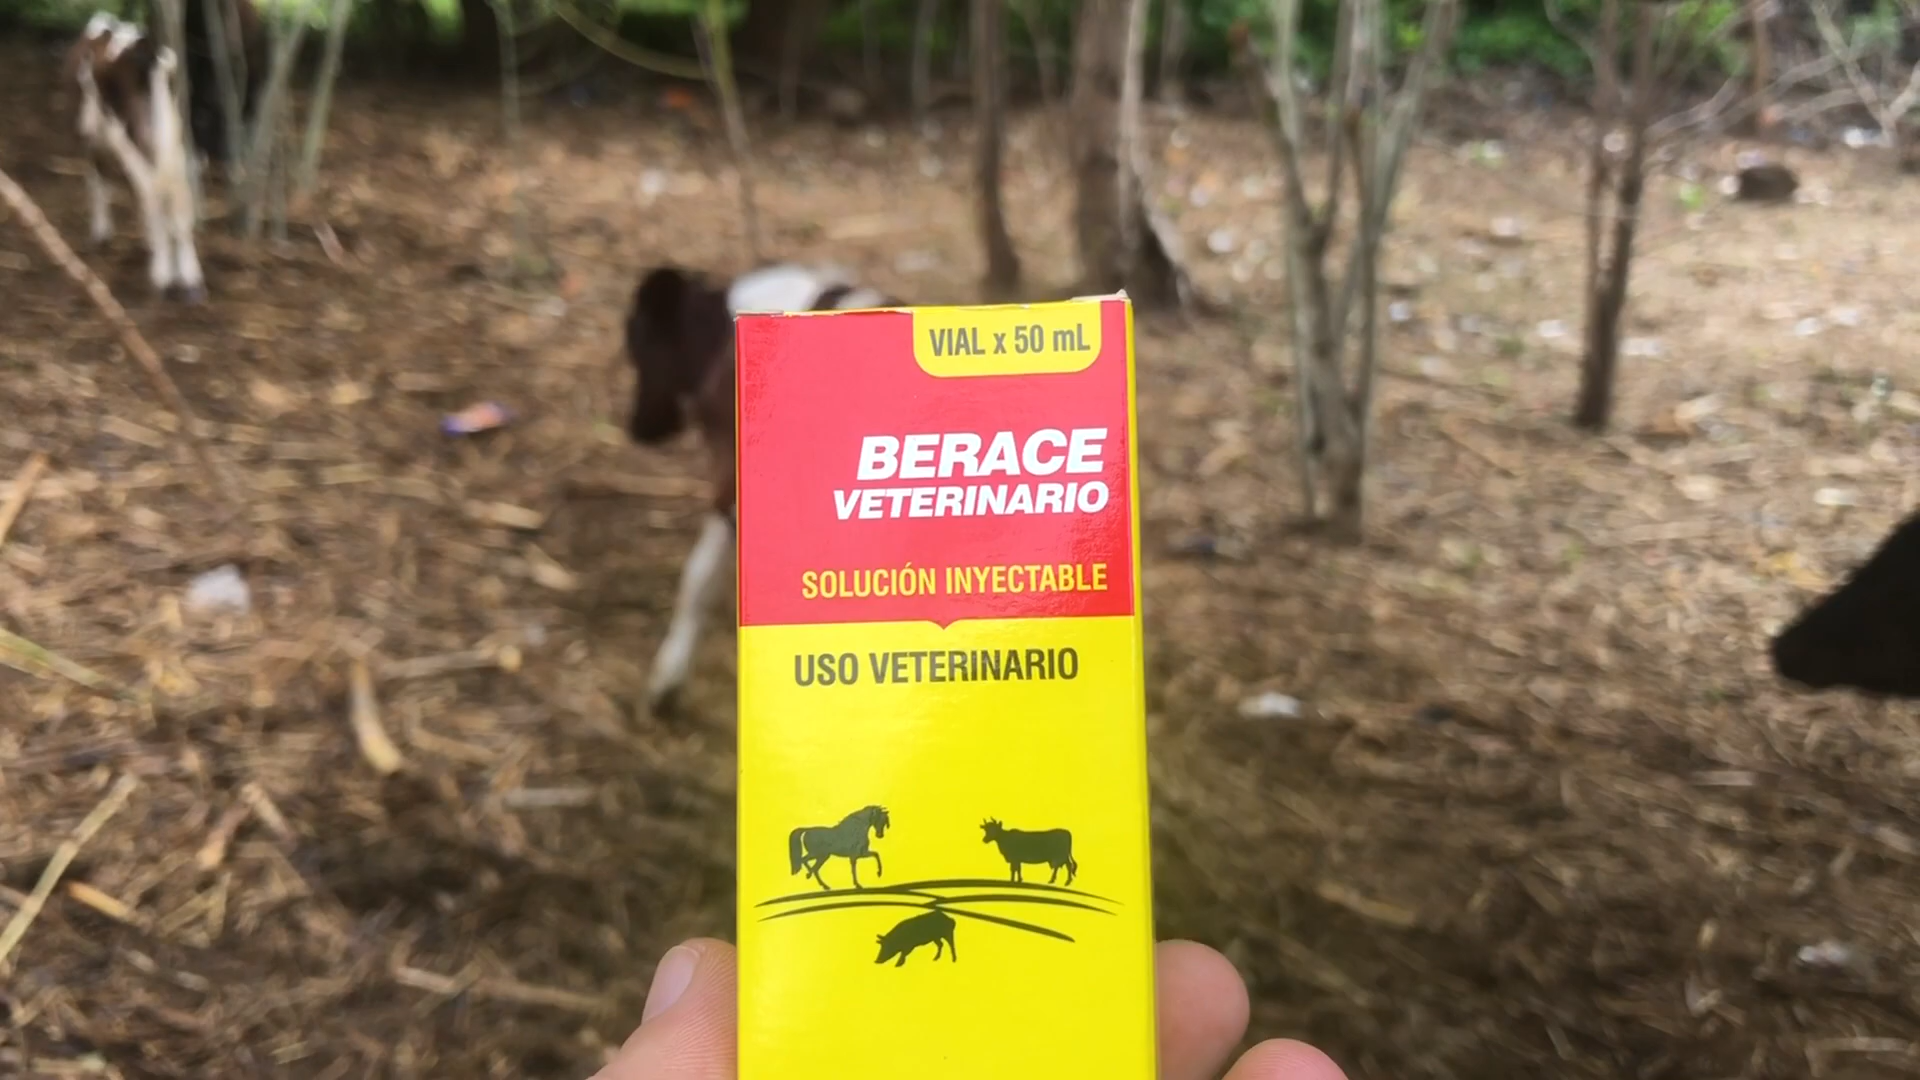 VIAL x 50 mL
BERACE
VETERINARIO
SOLUCIÓN INYECTABLE
USO VETERINARIO